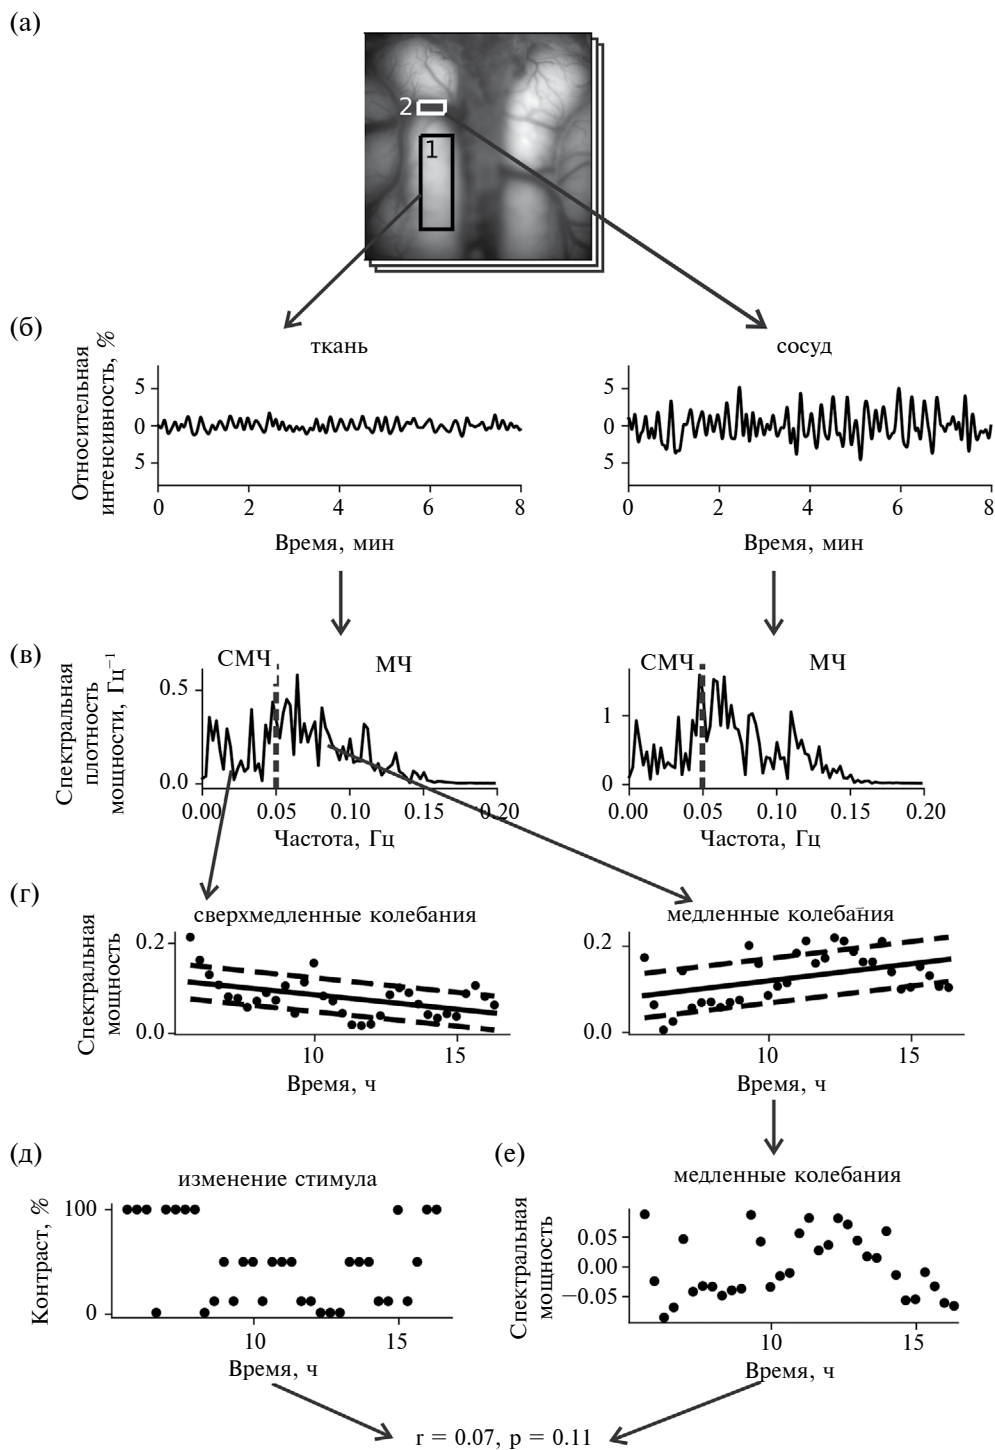 (а)
2
1
(б)
ткань
сосуд
Относительная
интенсивность, %
5
0
5
5
0
5
0 2 4 6 8
0 2 4 6 8
Время, мин
Время, мин
(в)
СМЧ
МЧ
СМЧ
МЧ
Спектральная
плотность
мощности, Гц⁻¹
0.5
0.0
1
0
0.00 0.05 0.10 0.15 0.20
0.00 0.05 0.10 0.15 0.20
Частота, Гц
Частота, Гц
(г)
сверхмедленные колебания
медленные колебания
Спектральная
мощность
0.2
0.0
0.2
0.0
10 15
10 15
Время, ч
Время, ч
(д)
изменение стимула
Контраст, %
100
50
0
10 15
Время, ч
(е)
медленные колебания
Спектральная
мощность
0.05
0.00
−0.05
10 15
Время, ч
r = 0.07, p = 0.11